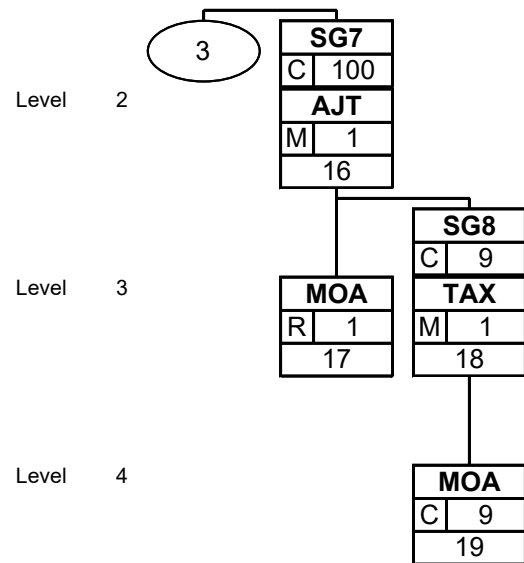 3
SG7
C 100
Level 2
AJT
M 1
16
SG8
C 9
Level 3
MOA
TAX
R 1
M 1
17
18
Level 4
MOA
C 9
19